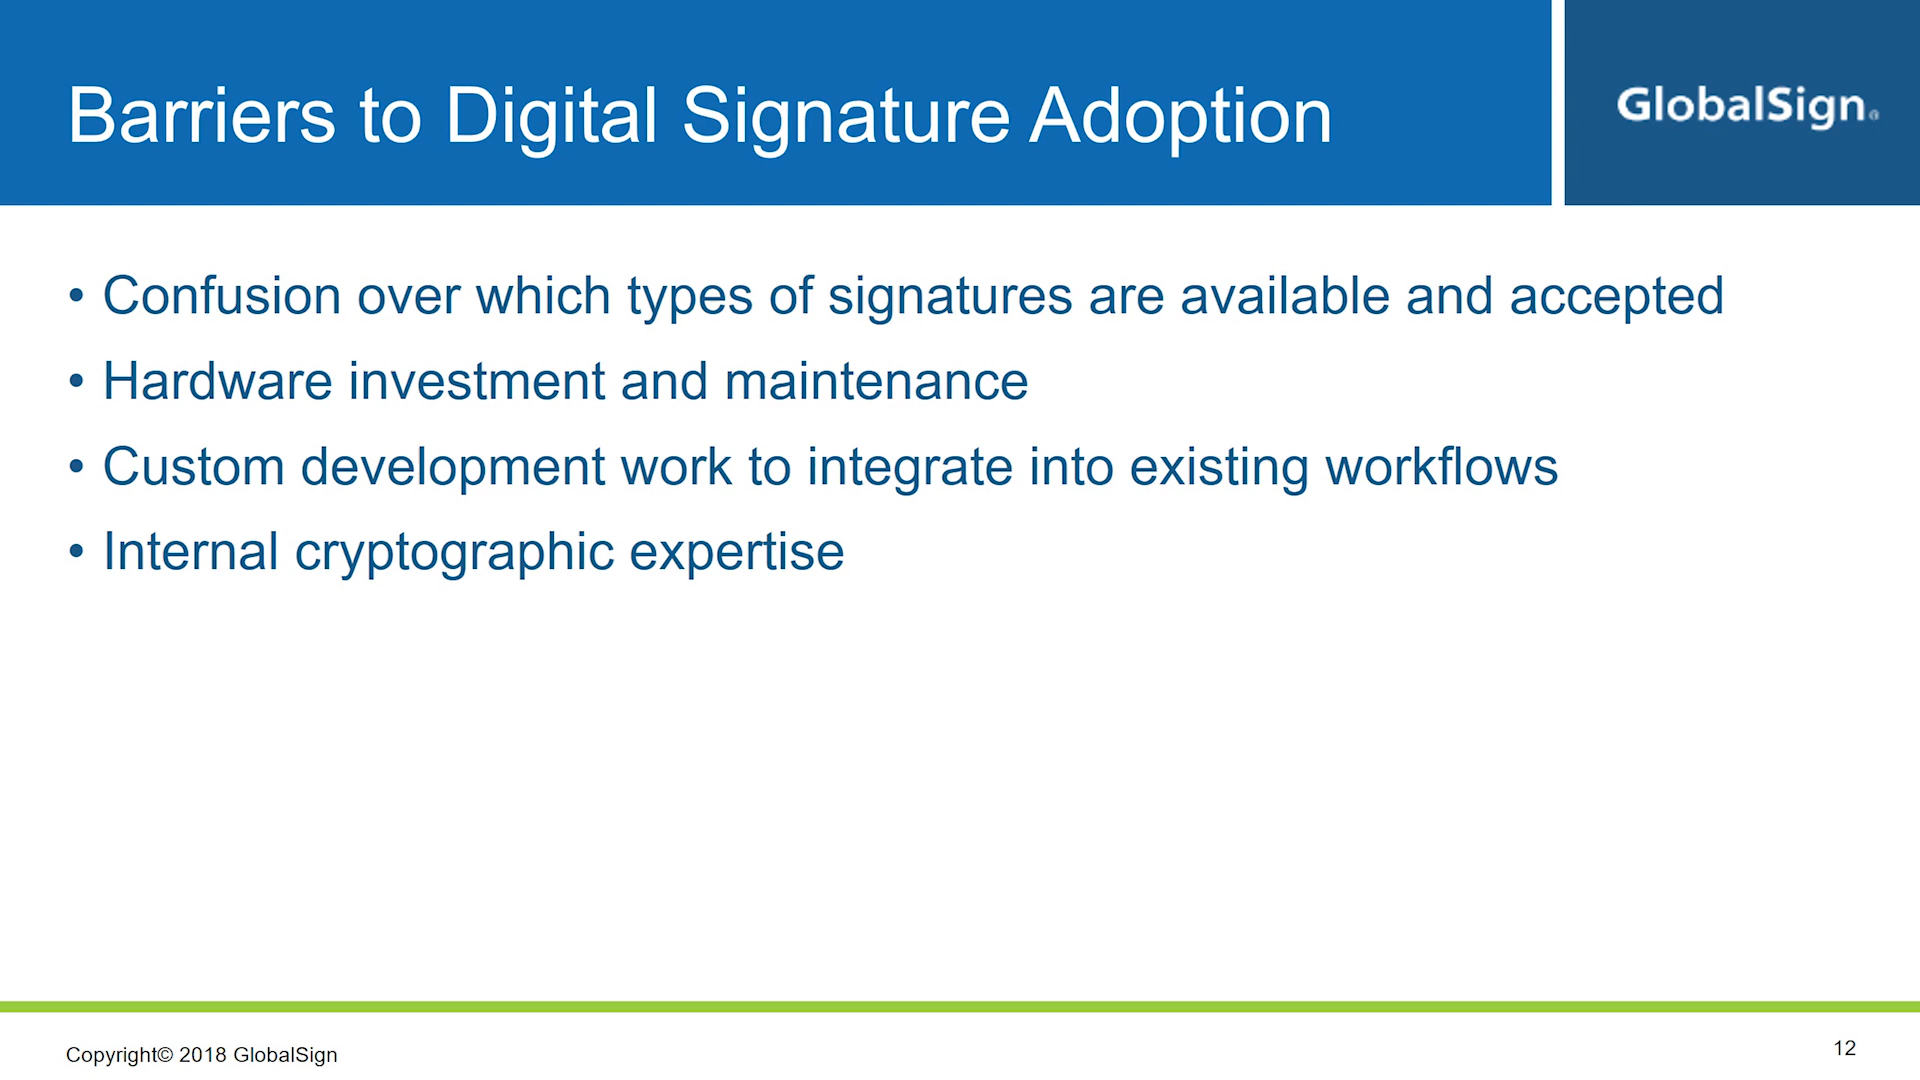 Barriers to Digital Signature Adoption
GlobalSign®
• Confusion over which types of signatures are available and accepted
• Hardware investment and maintenance
• Custom development work to integrate into existing workflows
• Internal cryptographic expertise
Copyright© 2018 GlobalSign
12